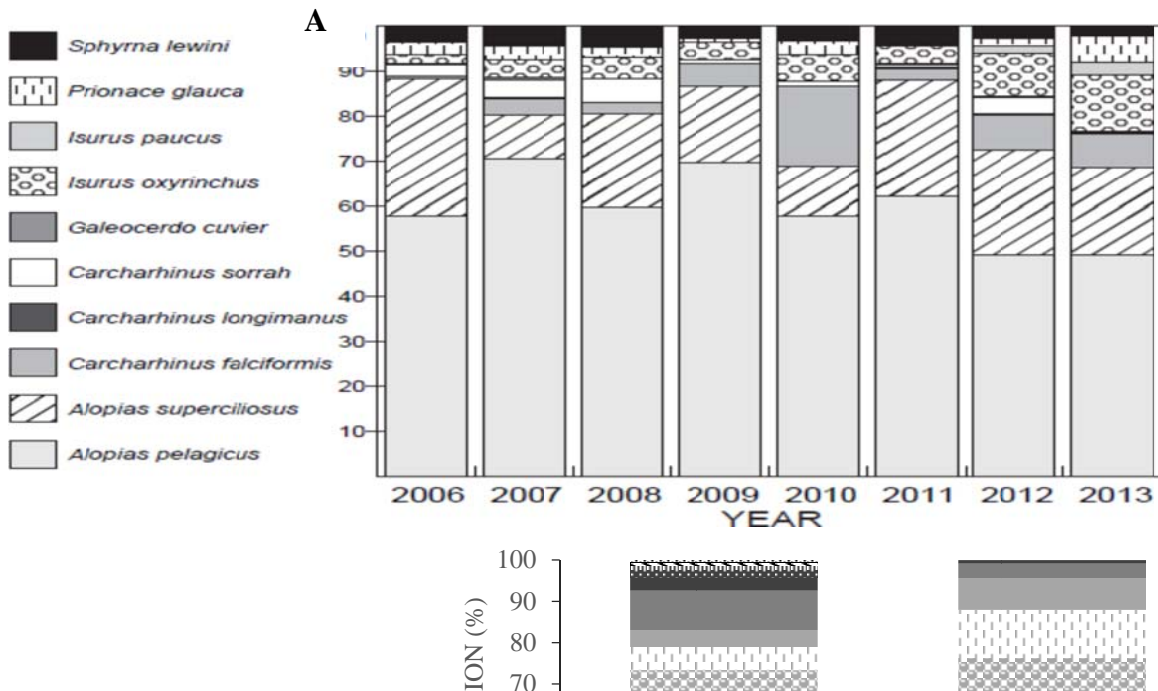 A
Sphyrna lewini
Prionace glauca
Isurus paucus
Isurus oxyrinchus
Galeocerdo cuvier
Carcharhinus sorrah
Carcharhinus longimanus
Carcharhinus falciformis
Alopias superciliosus
Alopias pelagicus
90
80
70
60
50
40
30
20
10
2006 2007 2008 2009 2010 2011 2012 2013
YEAR
100
90
80
70
ION (%)